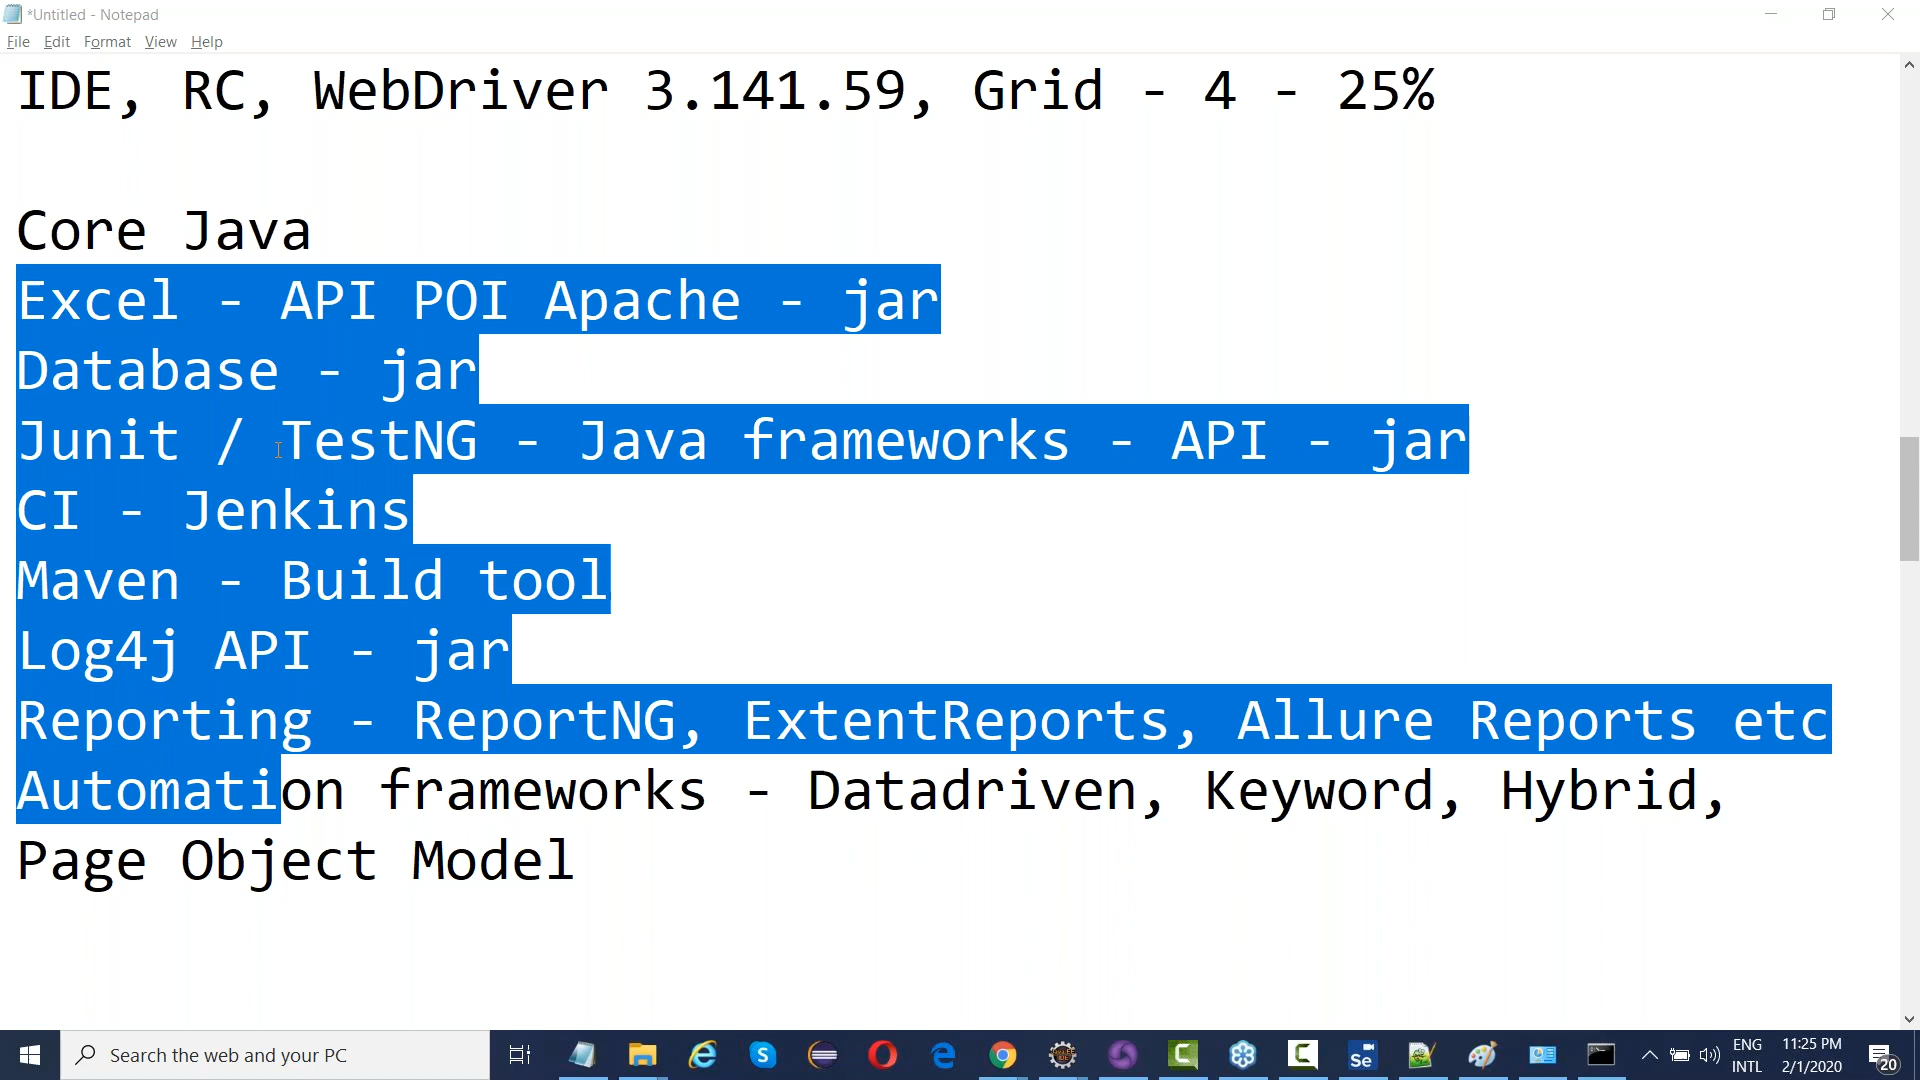 *Untitled - Notepad
File Edit Format View Help
IDE, RC, WebDriver 3.141.59, Grid - 4 - 25%
Core Java
Excel - API POI Apache - jar
Database - jar
Junit / TestNG - Java frameworks - API - jar
CI - Jenkins
Maven - Build tool
Log4j API - jar
Reporting - ReportNG, ExtentReports, Allure Reports etc
Automation frameworks - Datadriven, Keyword, Hybrid,
Page Object Model
Search the web and your PC
ENG 11:25 PM
INTL 2/1/2020
20